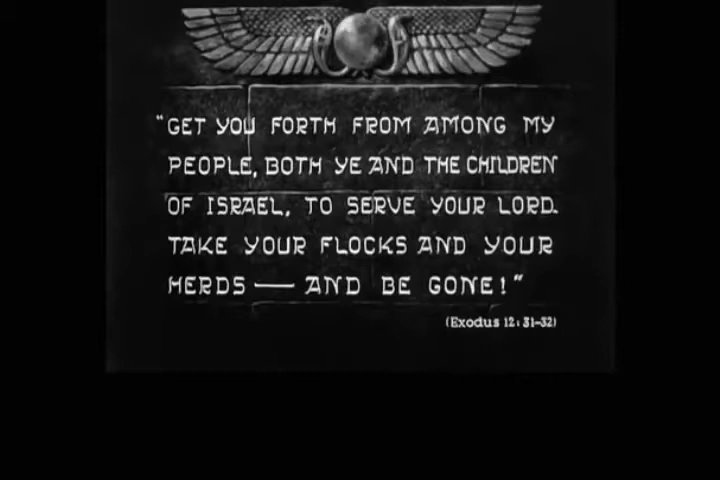 "GET YOU FORTH FROM AMONG MY
PEOPLE, BOTH YE AND THE CHILDREN
OF ISRAEL, TO SERVE YOUR LORD.
TAKE YOUR FLOCKS AND YOUR
HERDS — AND BE GONE!"
(Exodus 12:31-32)